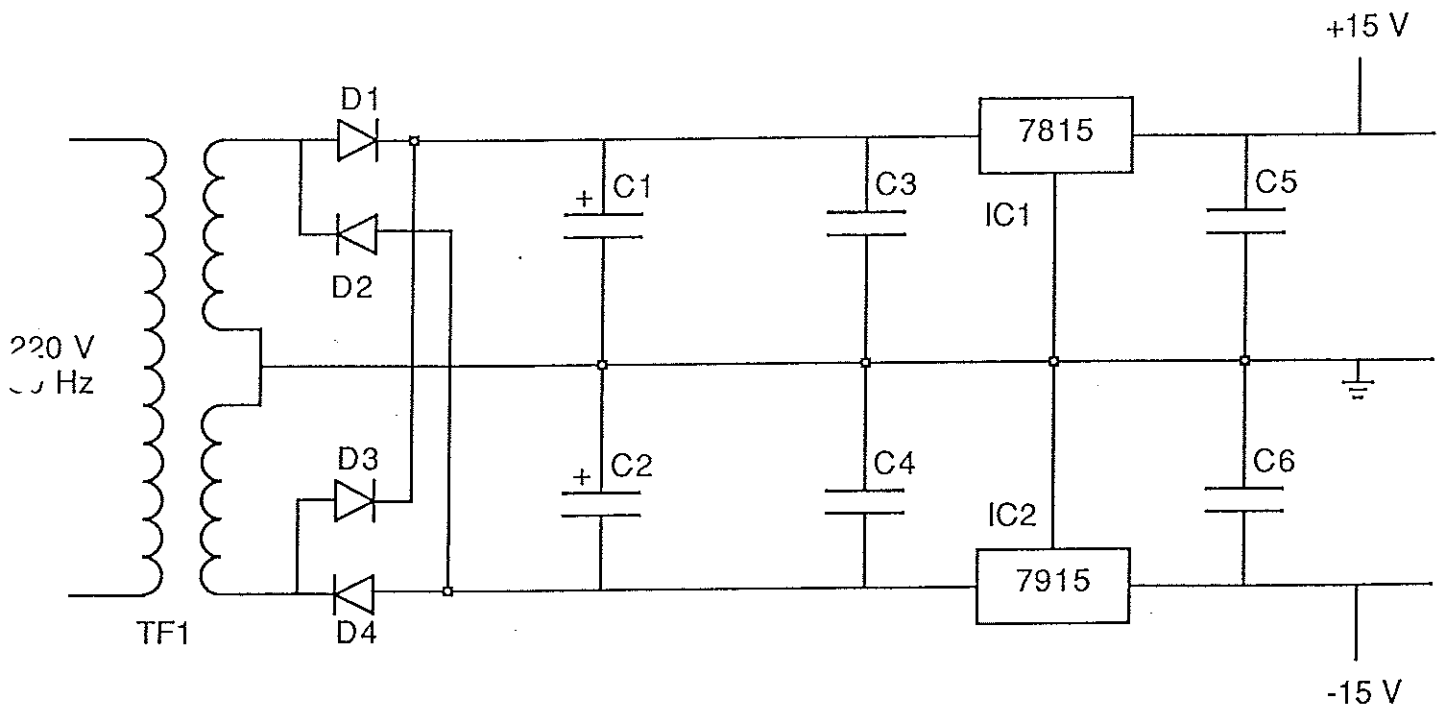 +15 V
D1
7815
C1
+
C3
C5
IC1
D2
220 V
Hz
D3
C2
+
C4
C6
IC2
7915
TF1
D4
-15 V